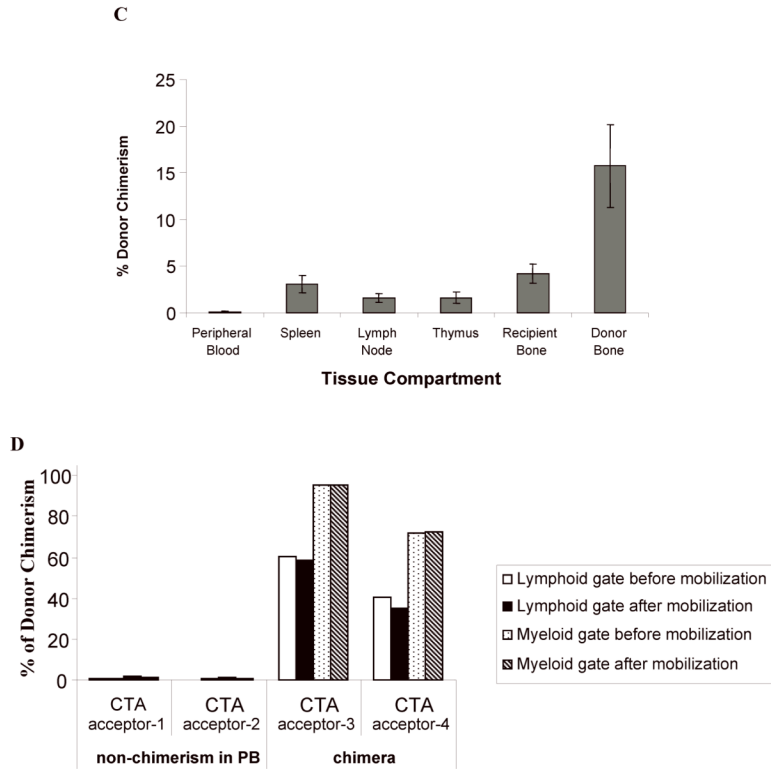 C
25
20
15
10
5
0
% Donor Chimerism
Peripheral Blood
Spleen
Lymph Node
Thymus
Recipient Bone
Donor Bone
Tissue Compartment
D
100
80
60
40
20
0
% of Donor Chimerism
CTA acceptor-1
CTA acceptor-2
CTA acceptor-3
CTA acceptor-4
non-chimerism in PB
chimera
Lymphoid gate before mobilization
Lymphoid gate after mobilization
Myeloid gate before mobilization
Myeloid gate after mobilization